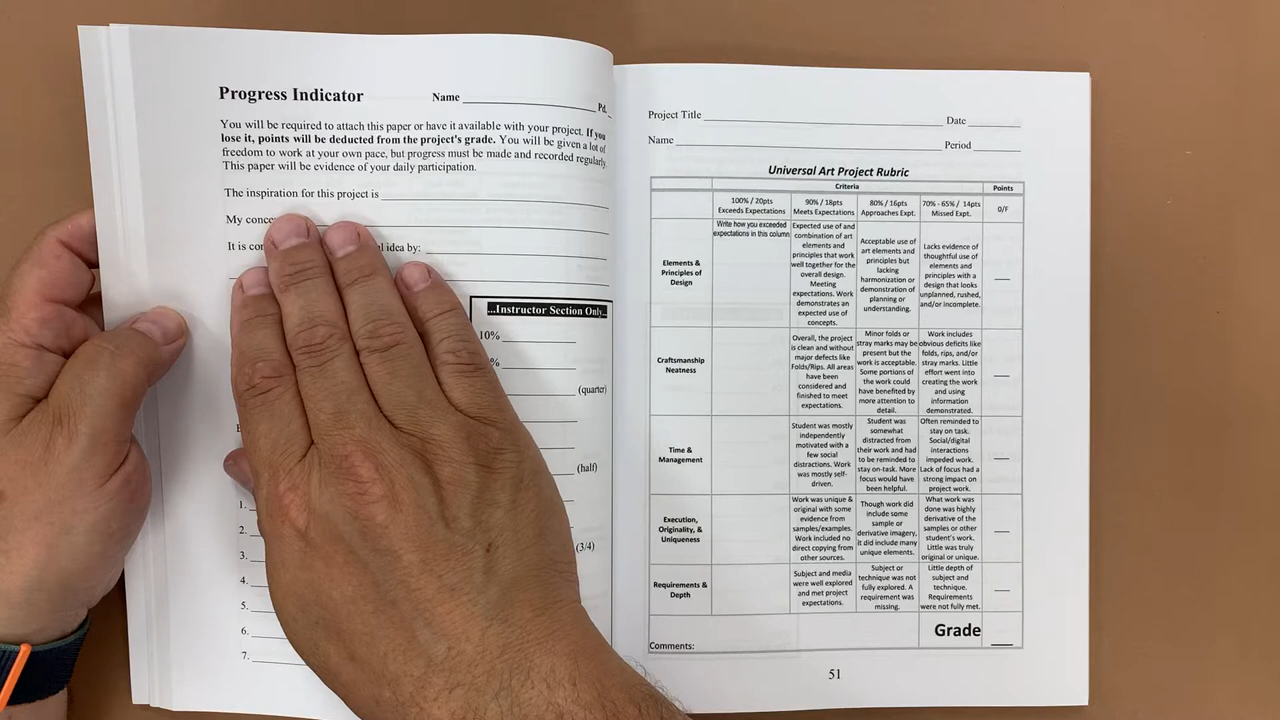 Progress Indicator Name Pd.
You will be required to attach this paper or have it available with your project. If you
lose it, points will be deducted from the project's grade. You will be given a lot of
freedom to work at your own pace, but progress must be made and recorded regularly.
This paper will be evidence of your daily participation.
The inspiration for this project is
My
It is idea by:
...Instructor Section Only...
10%
%
(quarter)
(half)
1.
2.
(3/4)
3.
4.
5.
6.
7.
Project Title Date
Name Period
Universal Art Project Rubric
Criteria Points
100% / 20pts
Exceeds Expectations
90% / 18pts
Meets Expectations
80% / 16pts
Approaches Expt.
70% - 65% / 14pts
Missed Expt.
0/F
Elements &
Principles of
Design
Write how you exceeded
expectations in this column
Expected use of and
combination of art
elements and
principles that work
well together for the
overall design.
Meeting
expectations. Work
demonstrates an
expected use of
concepts.
Acceptable use of
art elements and
principles but
lacking
harmonization or
demonstration of
planning or
understanding.
Lacks evidence of
thoughtful use of
elements and
principles with a
design that looks
unplanned, rushed,
and/or incomplete.
Craftsmanship
Neatness
Overall, the project
is clean and without
major defects like
Folds/Rips. All areas
have been
considered and
finished to meet
expectations.
Minor folds or
stray marks may be
present but the
work is acceptable.
Some portions of
the work could
have benefited by
more attention to
detail.
Work includes
obvious deficits like
folds, rips, and/or
stray marks. Little
effort went into
creating the work
and using
information
demonstrated.
Time &
Management
Student was mostly
independently
motivated with a
few social
distractions. Work
was mostly self-
driven.
Student was
somewhat
distracted from
their work and had
to be reminded to
stay on-task. More
focus would have
been helpful.
Often reminded to
stay on task.
Social/digital
interactions
impeded work.
Lack of focus had a
strong impact on
project work.
Execution,
Originality, &
Uniqueness
Work was unique &
original with some
evidence from
samples/examples.
Work included no
direct copying from
other sources.
Though work did
include some
sample or
derivative imagery,
it did include many
unique elements.
What work was
done was highly
derivative of the
samples or other
student's work.
Little was truly
original or unique.
Requirements &
Depth
Subject and media
were well explored
and met project
expectations.
Subject or
technique was not
fully explored. A
requirement was
missing.
Little depth of
subject and
technique.
Requirements
were not fully met.
Comments: Grade
51